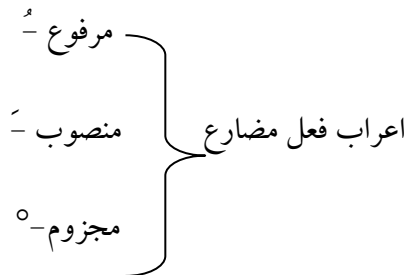 مرفوع –ُ
اعراب فعل مضارع
منصوب –َ
مجزوم–ْ